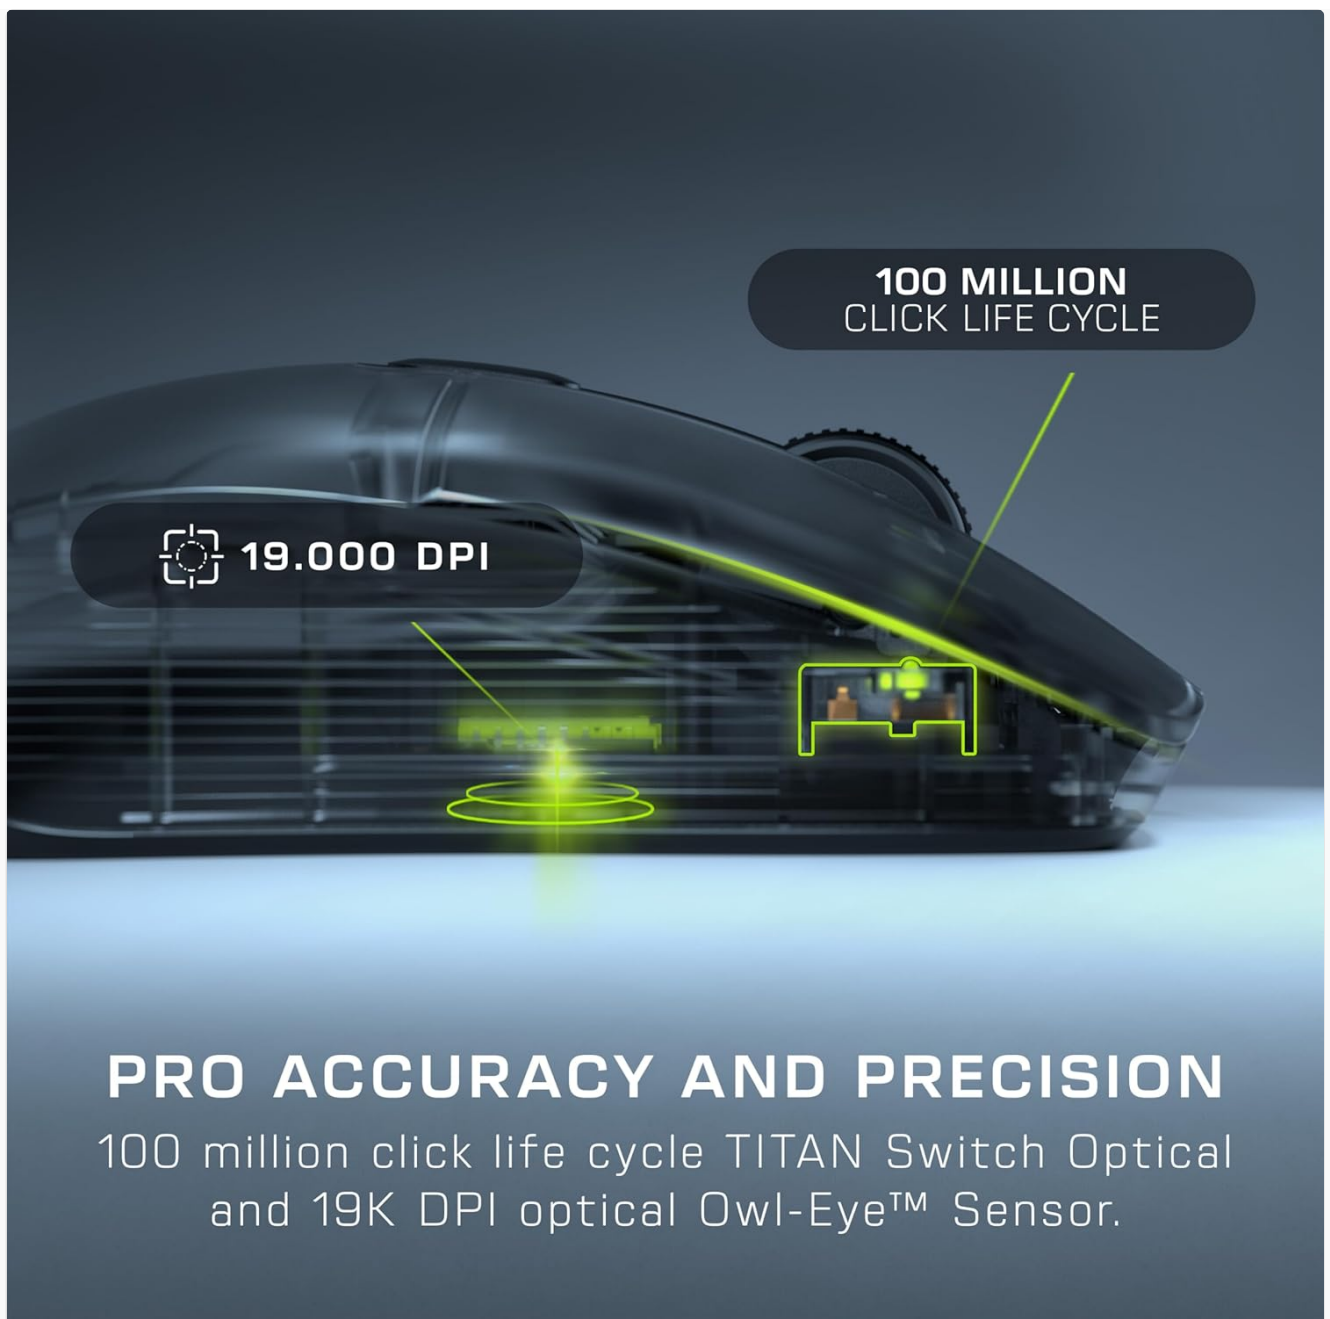 100 MILLION
CLICK LIFE CYCLE
19.000 DPI
PRO ACCURACY AND PRECISION
100 million click life cycle TITAN Switch Optical
and 19K DPI optical Owl-Eye™ Sensor.